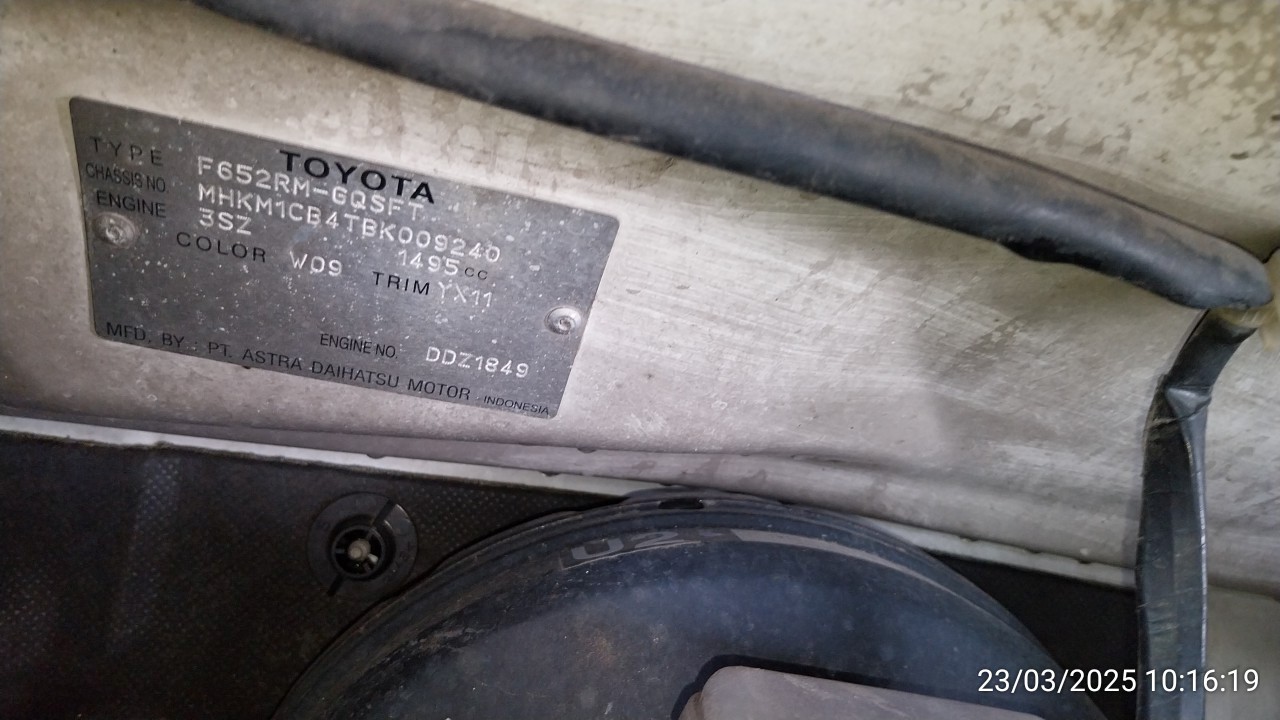 TOYOTA
TYPE F652RM-GQSFT
CHASSIS NO. MHKM1CB4TBK009240
ENGINE 3SZ 1495 cc
COLOR W09 TRIM YX11
ENGINE NO. DDZ1849
MFD. BY : PT. ASTRA DAIHATSU MOTOR - INDONESIA
02
23/03/2025 10:16:19